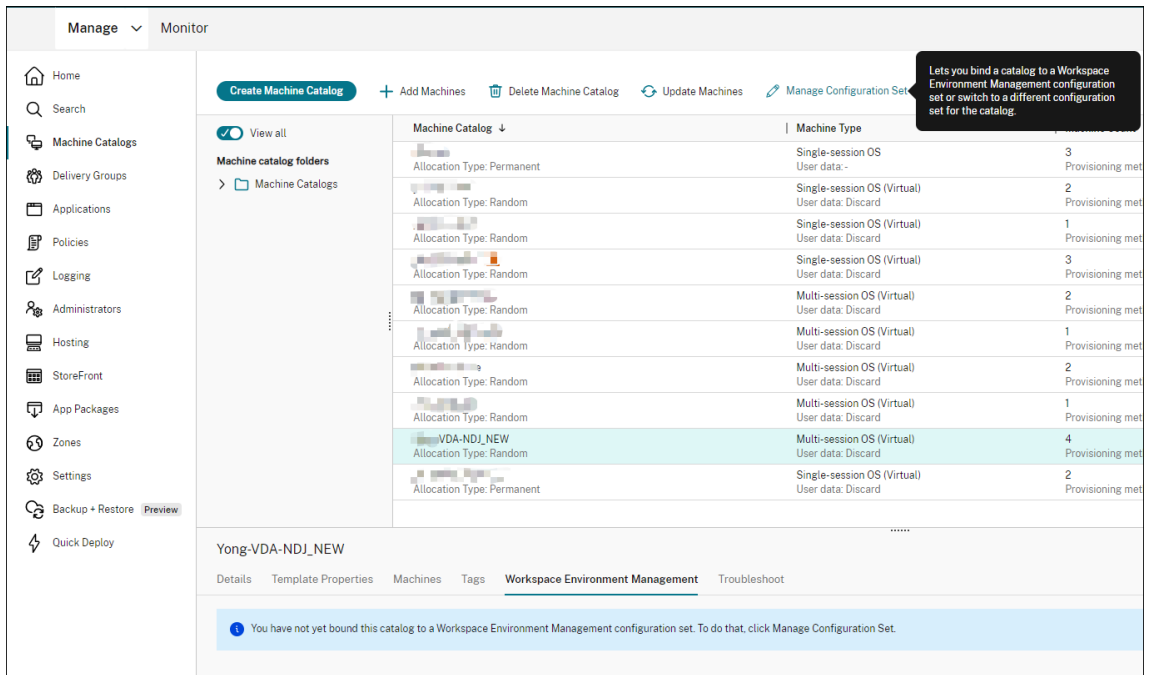 Manage Monitor
Home
Search
Machine Catalogs
Delivery Groups
Applications
Policies
Logging
Administrators
Hosting
StoreFront
App Packages
Zones
Settings
Backup + Restore Preview
Quick Deploy
Create Machine Catalog Add Machines Delete Machine Catalog Update Machines Manage Configuration Set
Lets you bind a catalog to a Workspace
Environment Management configuration
set or switch to a different configuration
set for the catalog.
View all
Machine catalog folders
Machine Catalogs
Machine Catalog ↓ Machine Type
Single-session OS 3
Allocation Type: Permanent User data:- Provisioning met
Single-session OS (Virtual) 2
Allocation Type: Random User data: Discard Provisioning met
Single-session OS (Virtual) 1
Allocation Type: Random User data: Discard Provisioning met
Single-session OS (Virtual) 3
Allocation Type: Random User data: Discard Provisioning met
Multi-session OS (Virtual) 2
Allocation Type: Random User data: Discard Provisioning met
Multi-session OS (Virtual) 1
Allocation Type: Random User data: Discard Provisioning met
Multi-session OS (Virtual) 2
Allocation Type: Random User data: Discard Provisioning met
Multi-session OS (Virtual) 1
Allocation Type: Random User data: Discard Provisioning met
VDA-NDJ_NEW Multi-session OS (Virtual) 4
Allocation Type: Random User data: Discard Provisioning met
Single-session OS (Virtual) 2
Allocation Type: Permanent User data: Discard Provisioning met
Yong-VDA-NDJ_NEW
Details Template Properties Machines Tags Workspace Environment Management Troubleshoot
You have not yet bound this catalog to a Workspace Environment Management configuration set. To do that, click Manage Configuration Set.